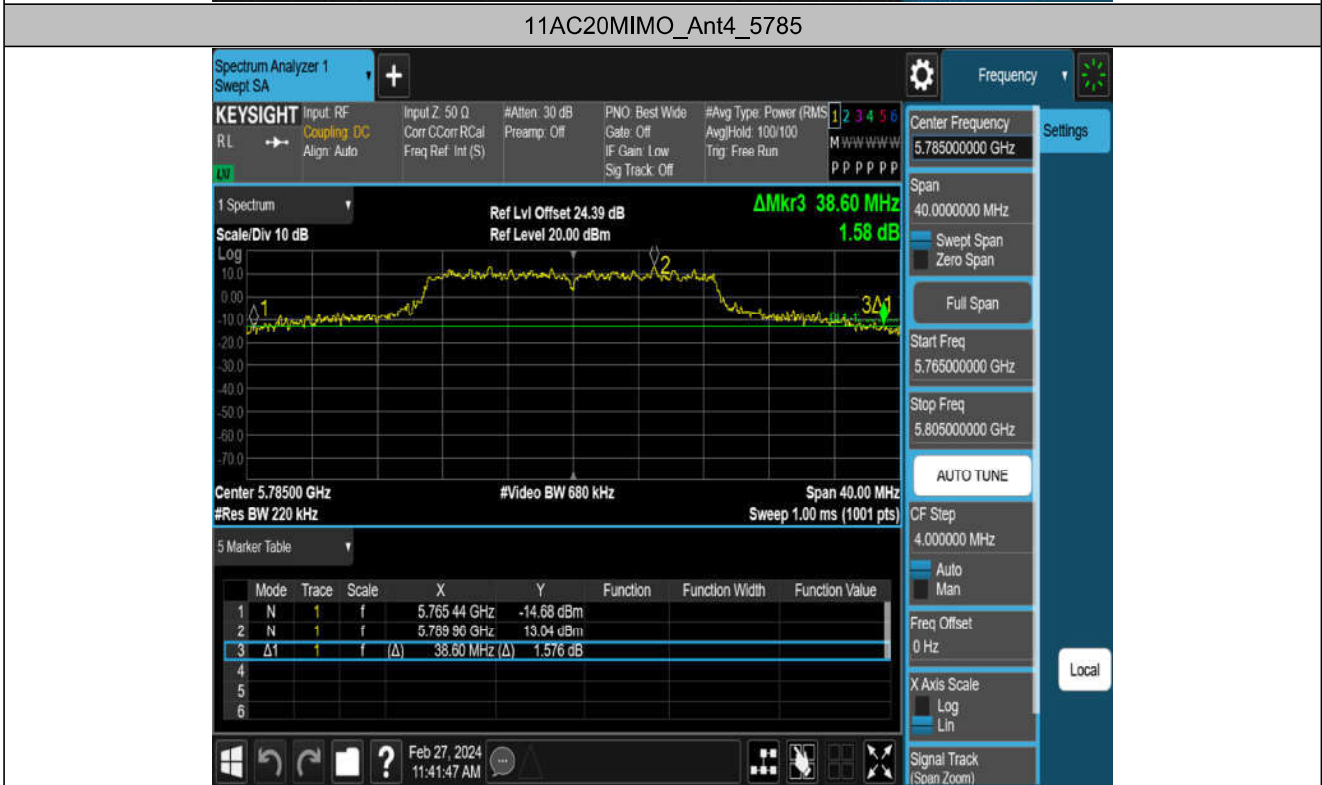 11AC20MIMO_Ant4_5785
Spectrum Analyzer 1
Swept SA
+
Frequency
KEYSIGHT
RL
Input: RF
Coupling: DC
Align: Auto
Input Z: 50 Ω
Corr CCorr RCal
Freq Ref: Int (S)
#Atten: 30 dB
Preamp: Off
PNO: Best Wide
Gate: Off
IF Gain: Low
Sig Track: Off
#Avg Type: Power (RMS
Avg|Hold: 100/100
Trig: Free Run
1 2 3 4 5 6
M W W W W W
P P P P P P
1 Spectrum
Scale/Div 10 dB
Ref Lvl Offset 24.39 dB
Ref Level 20.00 dBm
ΔMkr3 38.60 MHz
1.58 dB
Log
10.0
0.00
-10.0
-20.0
-30.0
-40.0
-50.0
-60.0
-70.0
1
2
3Δ1
Center 5.78500 GHz
#Res BW 220 kHz
#Video BW 680 kHz
Span 40.00 MHz
Sweep 1.00 ms (1001 pts)
5 Marker Table
Mode Trace Scale X Y Function Function Width Function Value
1 N 1 f 5.765 44 GHz -14.68 dBm
2 N 1 f 5.789 96 GHz 13.04 dBm
3 Δ1 1 f (Δ) 38.60 MHz (Δ) 1.576 dB
4
5
6
Feb 27, 2024
11:41:47 AM
Center Frequency
5.785000000 GHz
Settings
Span
40.0000000 MHz
Swept Span
Zero Span
Full Span
Start Freq
5.765000000 GHz
Stop Freq
5.805000000 GHz
AUTO TUNE
CF Step
4.000000 MHz
Auto
Man
Freq Offset
0 Hz
X Axis Scale
Log
Lin
Local
Signal Track
(Span Zoom)